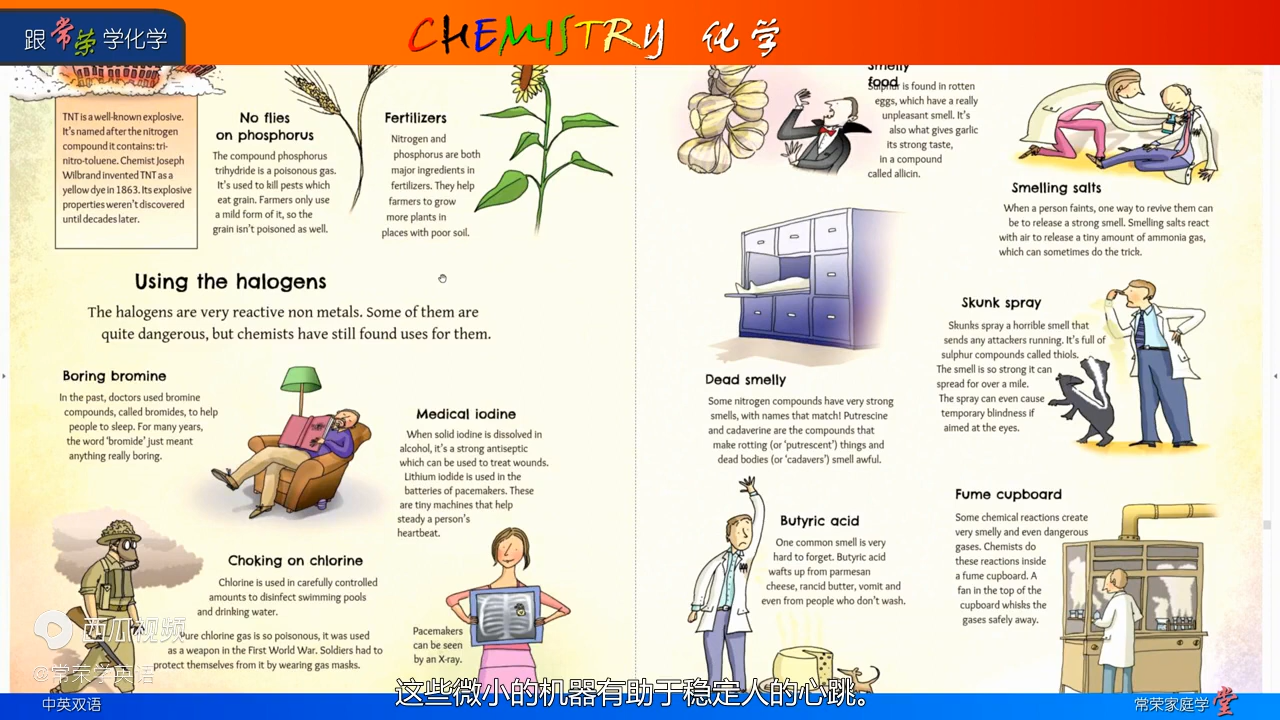 跟常荣学化学
CHEMISTRY 化学
TNT is a well-known explosive.
It's named after the nitrogen
compound it contains: tri-
nitro-toluene. Chemist Joseph
Wilbrand invented TNT as a
yellow dye in 1863. Its explosive
properties weren't discovered
until decades later.
No flies
on phosphorus
The compound phosphorus
trihydride is a poisonous gas.
It's used to kill pests which
eat grain. Farmers only use
a mild form of it, so the
grain isn't poisoned as well.
Fertilizers
Nitrogen and
phosphorus are both
major ingredients in
fertilizers. They help
farmers to grow
more plants in
places with poor soil.
Using the halogens
The halogens are very reactive non metals. Some of them are
quite dangerous, but chemists have still found uses for them.
Boring bromine
In the past, doctors used bromine
compounds, called bromides, to help
people to sleep. For many years,
the word 'bromide' just meant
anything really boring.
Medical iodine
When solid iodine is dissolved in
alcohol, it's a strong antiseptic
which can be used to treat wounds.
Lithium iodide is used in the
batteries of pacemakers. These
are tiny machines that help
steady a person's
heartbeat.
Choking on chlorine
Chlorine is used in carefully controlled
amounts to disinfect swimming pools
and drinking water.
Pure chlorine gas is so poisonous, it was used
as a weapon in the First World War. Soldiers had to
protect themselves from it by wearing gas masks.
Pacemakers
can be seen
by an X-ray.
Smelly
food
Sulphur is found in rotten
eggs, which have a really
unpleasant smell. It's
also what gives garlic
its strong taste,
in a compound
called allicin.
Smelling salts
When a person faints, one way to revive them can
be to release a strong smell. Smelling salts react
with air to release a tiny amount of ammonia gas,
which can sometimes do the trick.
Dead smelly
Some nitrogen compounds have very strong
smells, with names that match! Putrescine
and cadaverine are the compounds that
make rotting (or 'putrescent') things and
dead bodies (or 'cadavers') smell awful.
Skunk spray
Skunks spray a horrible smell that
sends any attackers running. It's full of
sulphur compounds called thiols.
The smell is so strong it can
spread for over a mile.
The spray can even cause
temporary blindness if
aimed at the eyes.
Butyric acid
One common smell is very
hard to forget. Butyric acid
wafts up from parmesan
cheese, rancid butter, vomit and
even from people who don't wash.
Fume cupboard
Some chemical reactions create
very smelly and even dangerous
gases. Chemists do
these reactions inside
a fume cupboard. A
fan in the top of the
cupboard whisks the
gases safely away.
西瓜视频
@常荣学英语
这些微小的机器有助于稳定人的心跳。
中英双语
常荣家庭学堂